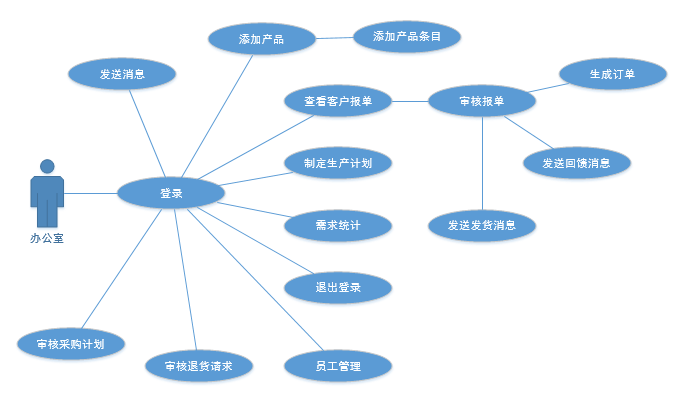 添加产品条目
添加产品
发送消息
生成订单
查看客户报单
审核报单
制定生产计划
发送回馈消息
登录
需求统计
发送发货消息
办公室
退出登录
审核采购计划
审核退货请求
员工管理